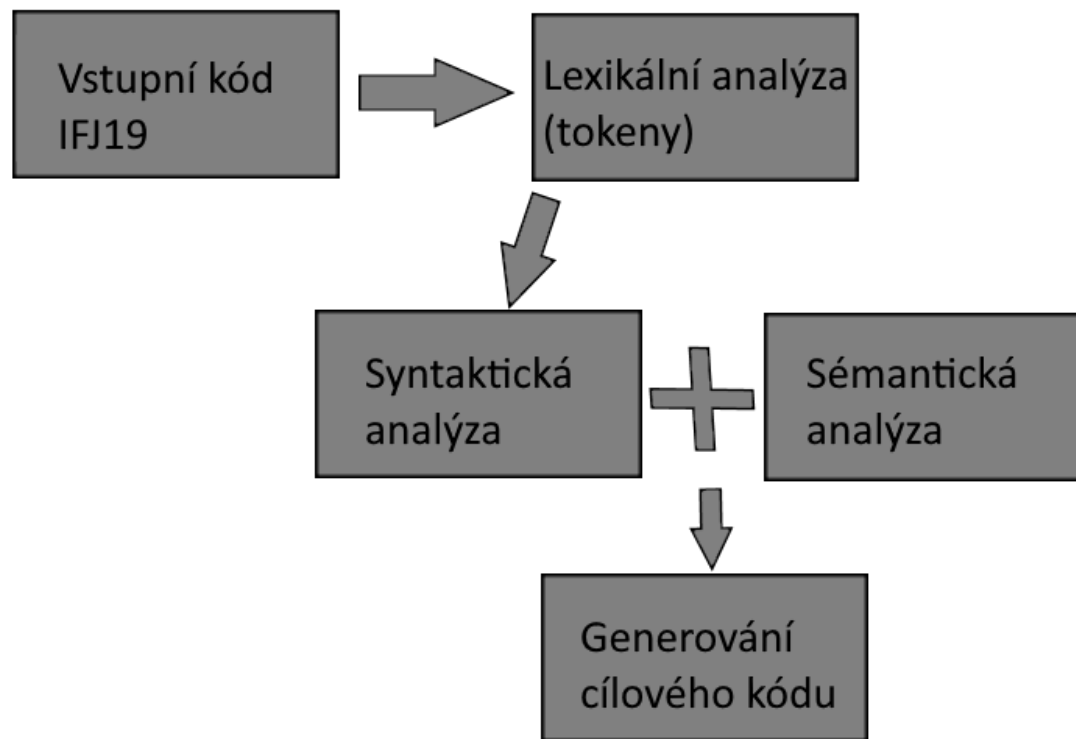 Vstupní kód
IFJ19
Lexikální analýza
(tokeny)
Syntaktická
analýza
Sémantická
analýza
Generování
cílového kódu